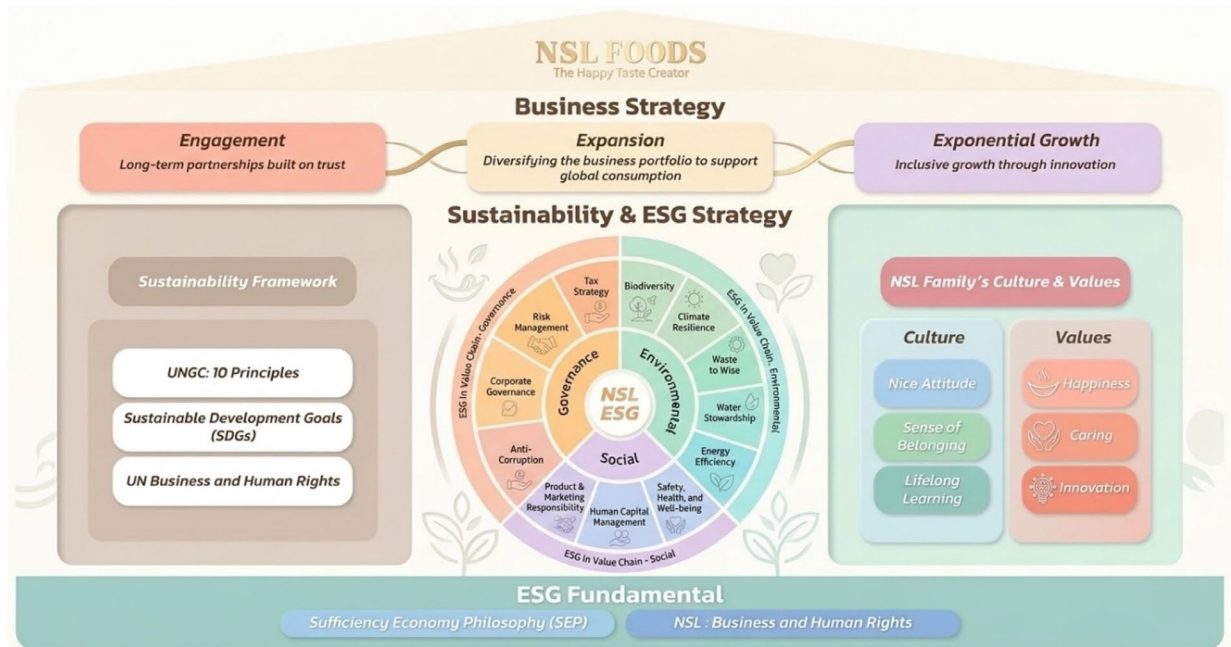 NSL FOODS
The Happy Taste Creator
Business Strategy
Engagement
Long-term partnerships built on trust
Expansion
Diversifying the business portfolio to support
global consumption
Exponential Growth
Inclusive growth through innovation
Sustainability & ESG Strategy
Sustainability Framework
UNGC: 10 Principles
Sustainable Development Goals
(SDGs)
UN Business and Human Rights
ESG in Value Chain - Governance
Tax
Strategy
Risk
Management
Corporate
Governance
Anti-
Corruption
Governance
NSL
ESG
Environmental
Biodiversity
Climate
Resilience
Waste
to Wise
Water
Stowardship
Energy
Efficiency
ESG in Value Chain. Environmental
Social
Product &
Marketing
Responsibility
Human Capital
Management
Safety,
Health, and
Well-being
ESG in Value Chain - Social
NSL Family's Culture & Values
Culture
Nice Attitude
Sense of
Belonging
Lifelong
Learning
Values
Happiness
Caring
Innovation
ESG Fundamental
Sufficiency Economy Philosophy (SEP)
NSL : Business and Human Rights